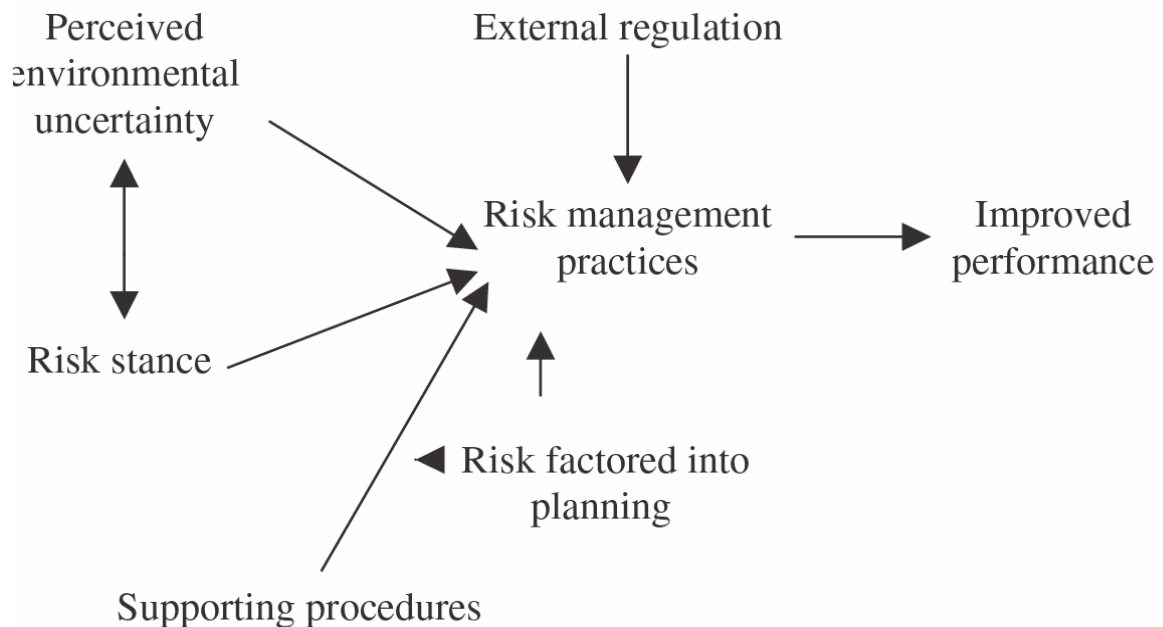 Perceived
environmental
uncertainty
External regulation
Risk management
practices
Improved
performance
Risk stance
Risk factored into
planning
Supporting procedures